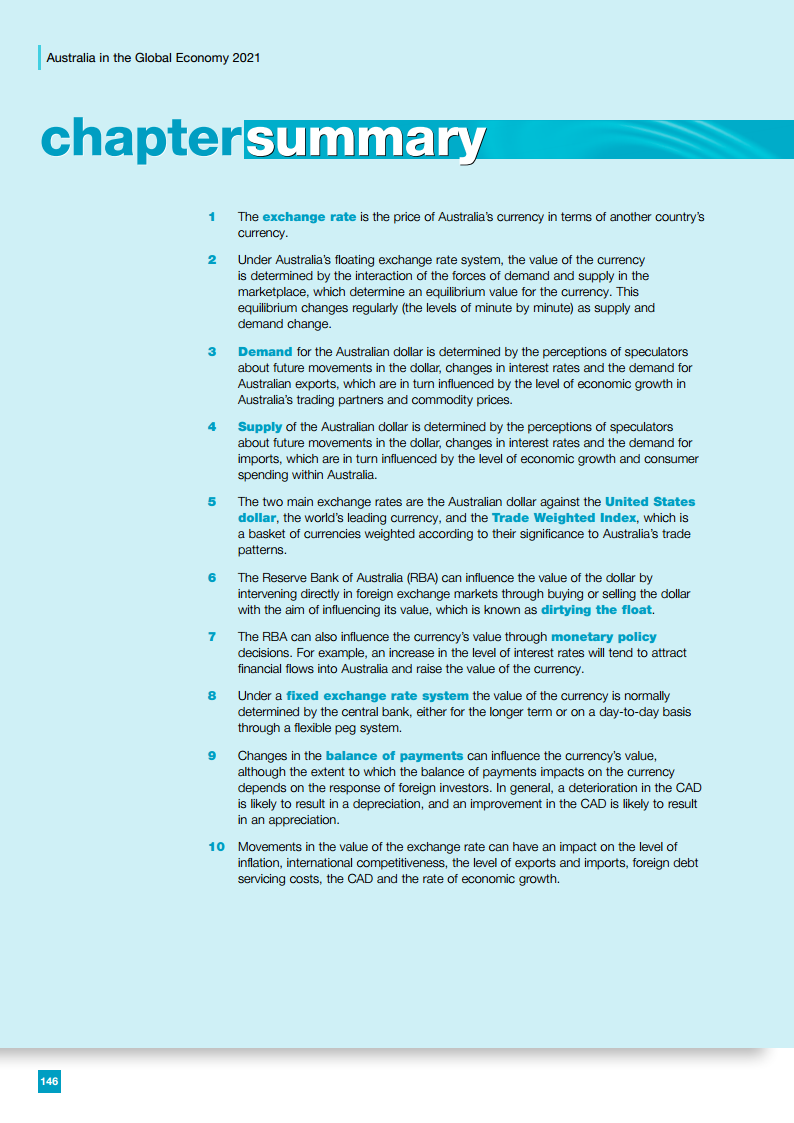 Australia in the Global Economy 2021
chaptersummary
1 The exchange rate is the price of Australia’s currency in terms of another country’s
currency.
2 Under Australia’s floating exchange rate system, the value of the currency
is determined by the interaction of the forces of demand and supply in the
marketplace, which determine an equilibrium value for the currency. This
equilibrium changes regularly (the levels of minute by minute) as supply and
demand change.
3 Demand for the Australian dollar is determined by the perceptions of speculators
about future movements in the dollar, changes in interest rates and the demand for
Australian exports, which are in turn influenced by the level of economic growth in
Australia’s trading partners and commodity prices.
4 Supply of the Australian dollar is determined by the perceptions of speculators
about future movements in the dollar, changes in interest rates and the demand for
imports, which are in turn influenced by the level of economic growth and consumer
spending within Australia.
5 The two main exchange rates are the Australian dollar against the United States
dollar, the world’s leading currency, and the Trade Weighted Index, which is
a basket of currencies weighted according to their significance to Australia’s trade
patterns.
6 The Reserve Bank of Australia (RBA) can influence the value of the dollar by
intervening directly in foreign exchange markets through buying or selling the dollar
with the aim of influencing its value, which is known as dirtying the float.
7 The RBA can also influence the currency’s value through monetary policy
decisions. For example, an increase in the level of interest rates will tend to attract
financial flows into Australia and raise the value of the currency.
8 Under a fixed exchange rate system the value of the currency is normally
determined by the central bank, either for the longer term or on a day-to-day basis
through a flexible peg system.
9 Changes in the balance of payments can influence the currency’s value,
although the extent to which the balance of payments impacts on the currency
depends on the response of foreign investors. In general, a deterioration in the CAD
is likely to result in a depreciation, and an improvement in the CAD is likely to result
in an appreciation.
10 Movements in the value of the exchange rate can have an impact on the level of
inflation, international competitiveness, the level of exports and imports, foreign debt
servicing costs, the CAD and the rate of economic growth.
146